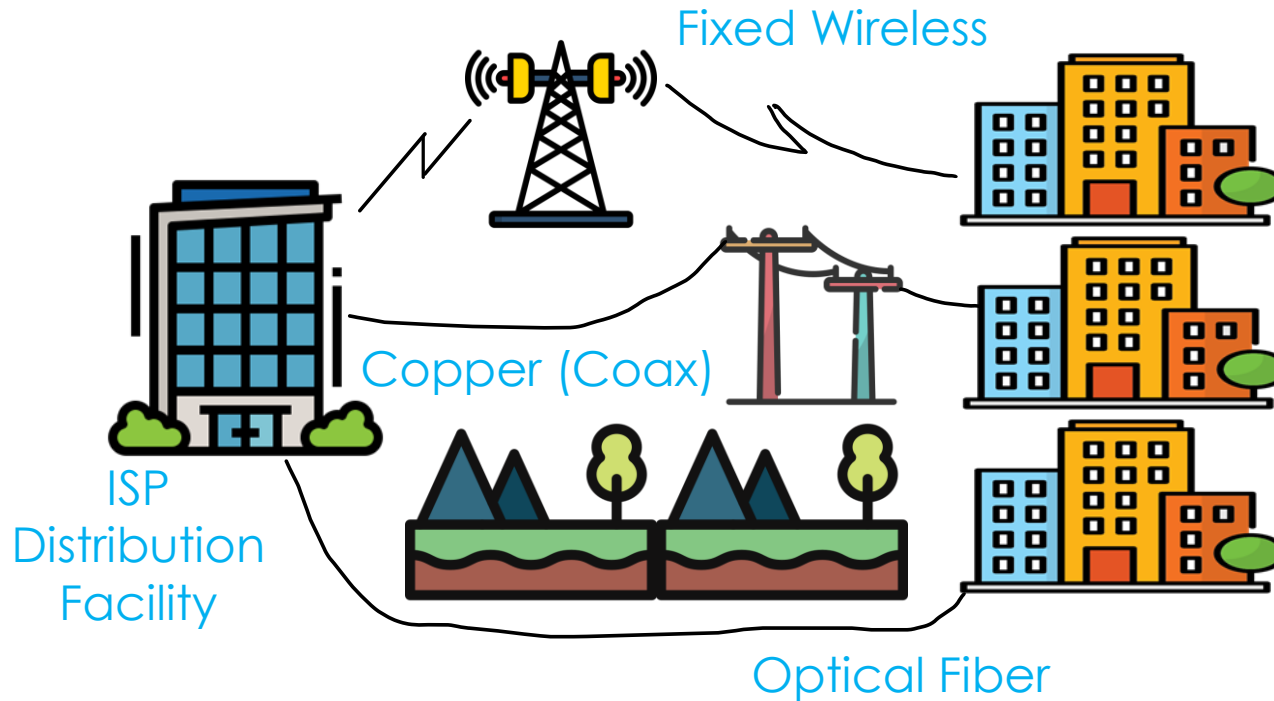 Fixed Wireless
Copper (Coax)
ISP
Distribution
Facility
Optical Fiber